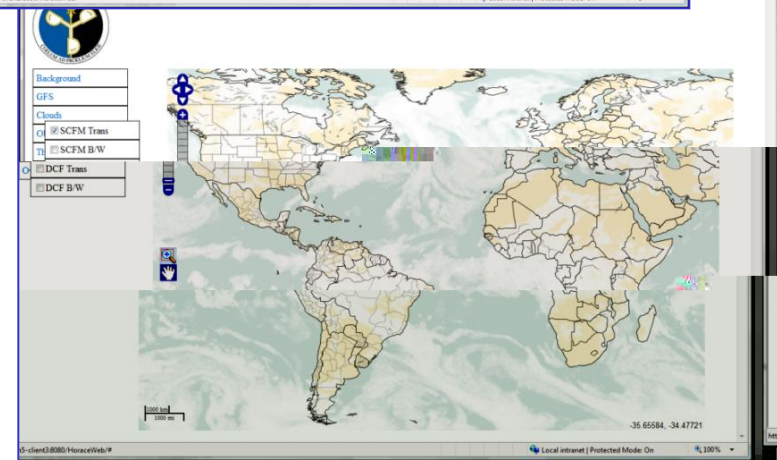 Background
GFS
Clouds
SCFM Trans
SCFM B/W
DCF Trans
DCF B/W
1000 km
1000 mi
-35.65584, -34.47721
5-client3:8080/HoraceWeb/#
Local intranet | Protected Mode: On
100%